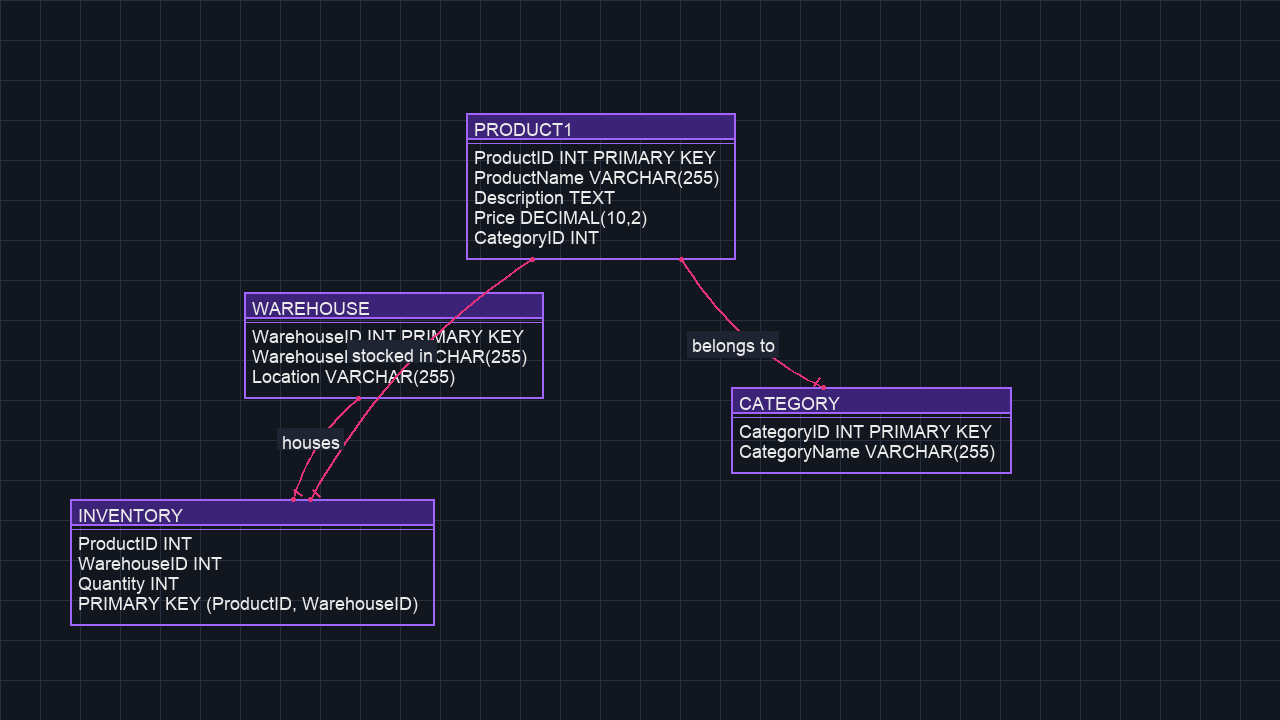 PRODUCT1
ProductID INT PRIMARY KEY
ProductName VARCHAR(255)
Description TEXT
Price DECIMAL(10,2)
CategoryID INT
WAREHOUSE
WarehouseID INT PRIMARY KEY
CHAR(255)
Location VARCHAR(255)
stocked in
belongs to
houses
CATEGORY
CategoryID INT PRIMARY KEY
CategoryName VARCHAR(255)
INVENTORY
ProductID INT
WarehouseID INT
Quantity INT
PRIMARY KEY (ProductID, WarehouseID)